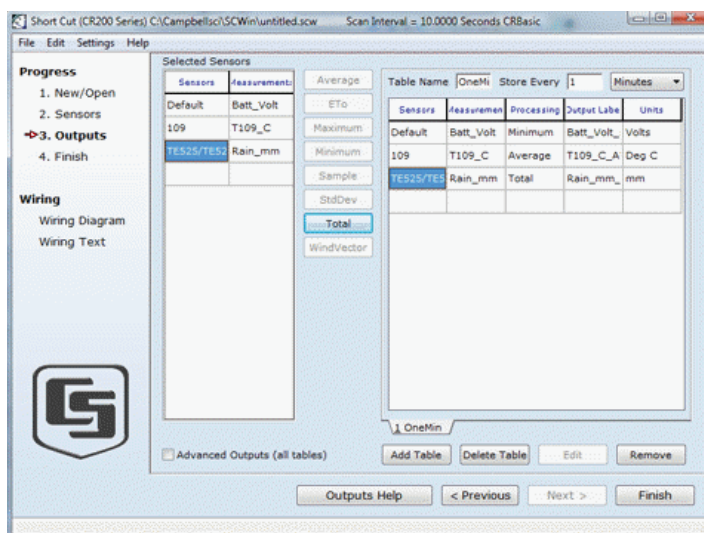 Short Cut (CR200 Series) C:\Campbellsci\SCWin\untitled.scw Scan Interval = 10.0000 Seconds CRBasic
File Edit Settings Help
Progress
1. New/Open
2. Sensors
3. Outputs
4. Finish
Wiring
Wiring Diagram
Wiring Text
Selected Sensors
Sensors Measurements
Default Batt_Volt
109 T109_C
TE525/TE52 Rain_mm
Advanced Outputs (all tables)
Average
ETo
Maximum
Minimum
Sample
StdDev
Total
WindVector
Table Name OneMi Store Every 1 Minutes
Sensors Measuremen Processing Output Labe Units
Default Batt_Volt Minimum Batt_Volt_ Volts
109 T109_C Average T109_C_A Deg C
TE525/TE5 Rain_mm Total Rain_mm_ mm
1 OneMin
Add Table Delete Table Edit Remove
Outputs Help < Previous Next > Finish